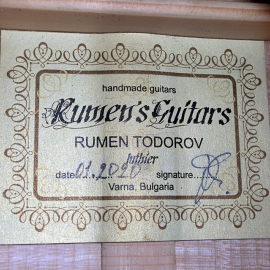 handmade guitars
Rumen's Guitars
RUMEN TODOROV
luthier
date 01.2020 signature....
Varna, Bulgaria